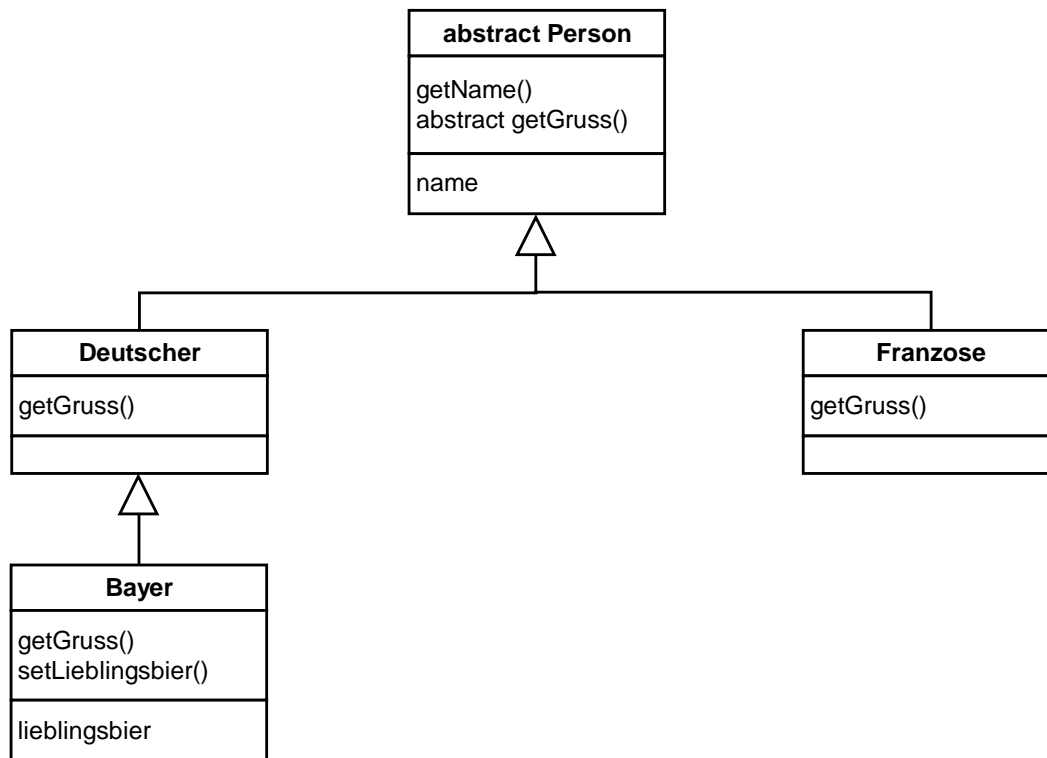 abstract Person
getName()
abstract getGruss()
name
Deutscher
getGruss()
Franzose
getGruss()
Bayer
getGruss()
setLieblingsbier()
lieblingsbier